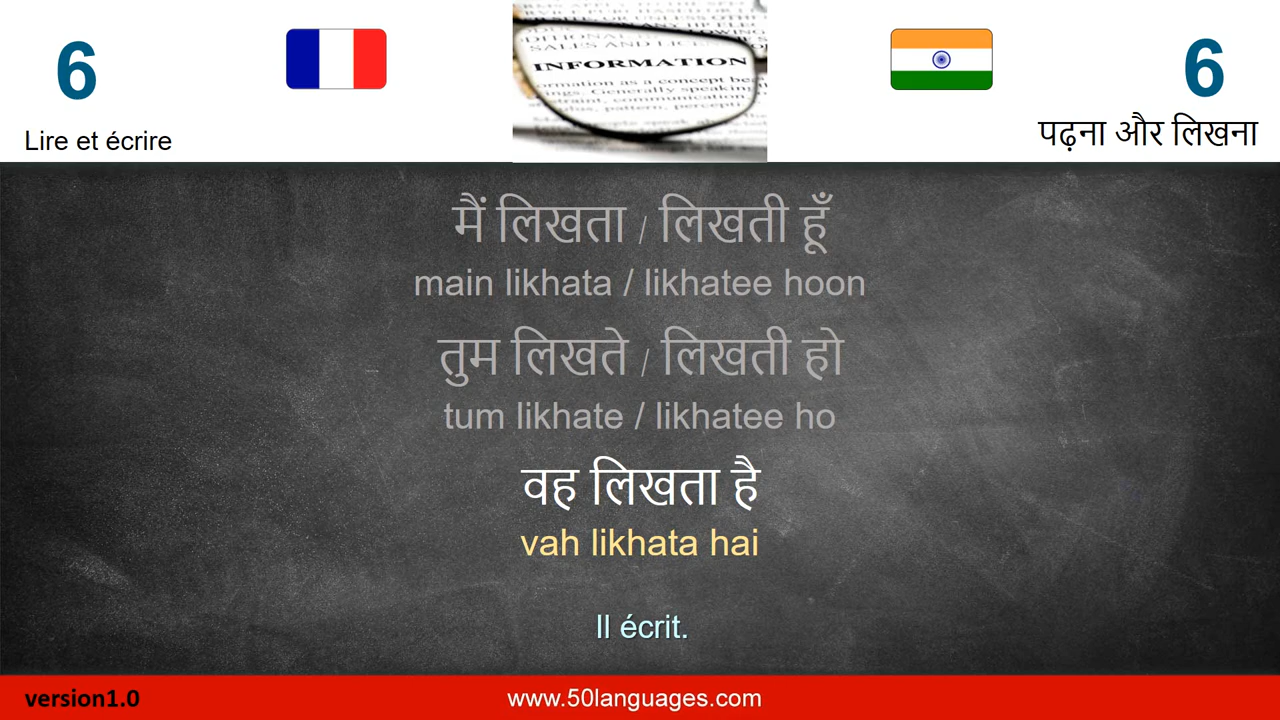 6
6
Lire et écrire
पढ़ना और लिखना
INFORMATION
मैं लिखता / लिखती हूँ
main likhata / likhatee hoon
तुम लिखते / लिखती हो
tum likhate / likhatee ho
वह लिखता है
vah likhata hai
Il écrit.
version1.0
www.50languages.com